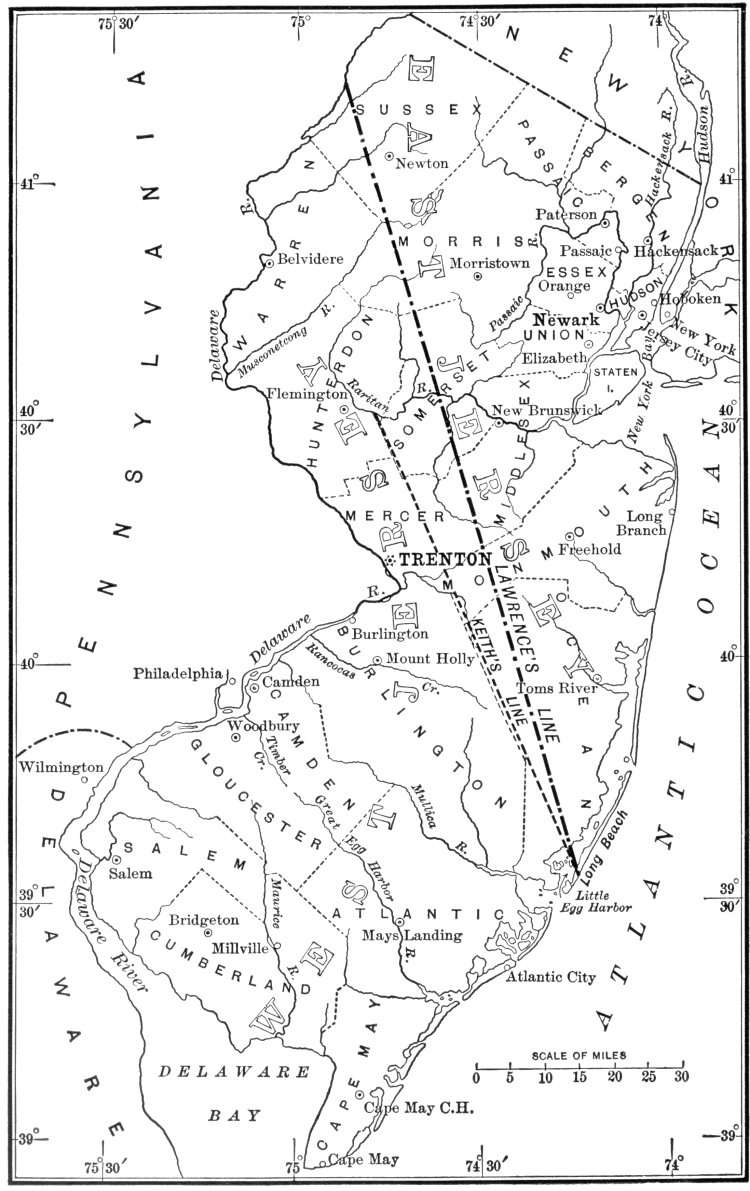 75° 30′
75°
74° 30′
74°
NEW YORK
PENNSYLVANIA
EAST JERSEY
SUSSEX
PASSAIC
BERGEN
Hackensack R.
Hudson R.
Newton
41°
41°
WARREN
R.
Paterson
Belvidere
MORRIS
R.
Passaic
Hackensack
Morristown
ESSEX
Orange
HUDSON
Hoboken
Delaware
Musconetcong R.
Passaic
Newark
UNION
New York
Jersey City
Elizabeth
Bay
HUNTERDON
STATEN
I.
SOMERSET
Raritan R.
Flemington
New York
40°
30′
New Brunswick
40°
30′
MIDDLESEX
MERCER
MONMOUTH
Long
Branch
TRENTON
Freehold
R.
LAWRENCE'S LINE
KEITH'S LINE
Burlington
Delaware
OCEAN
40°
Rancocas Cr.
Mount Holly
40°
Philadelphia
Camden
Toms River
BURLINGTON
WEST JERSEY
Woodbury
CAMDEN
Timber Cr.
GLOUCESTER
Wilmington
Mullica R.
Great Egg Harbor R.
Long Beach
DELAWARE
SALEM
Salem
Maurice R.
39°
30′
Little
Egg Harbor
39°
30′
Delaware River
Bridgeton
ATLANTIC
Mays Landing
Millville
CUMBERLAND
Atlantic City
ATLANTIC OCEAN
SCALE OF MILES
0 5 10 15 20 25 30
DELAWARE
BAY
CAPE MAY
Cape May C.H.
39°
39°
Cape May
75° 30′
75°
74° 30′
74°